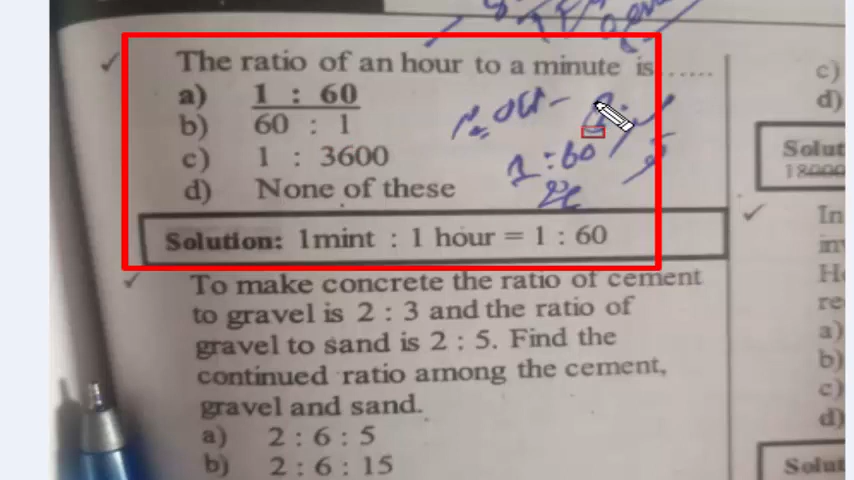 The ratio of an hour to a minute is ......
a) 1 : 60
b) 60 : 1
c) 1 : 3600
d) None of these
1 : 60
Solution: 1mint : 1 hour = 1 : 60
To make concrete the ratio of cement
to gravel is 2 : 3 and the ratio of
gravel to sand is 2 : 5. Find the
continued ratio among the cement,
gravel and sand.
a) 2 : 6 : 5
b) 2 : 6 : 15
c)
d)
Solut
18000
In
inv
He
re
a)
b)
c)
d)
Solut